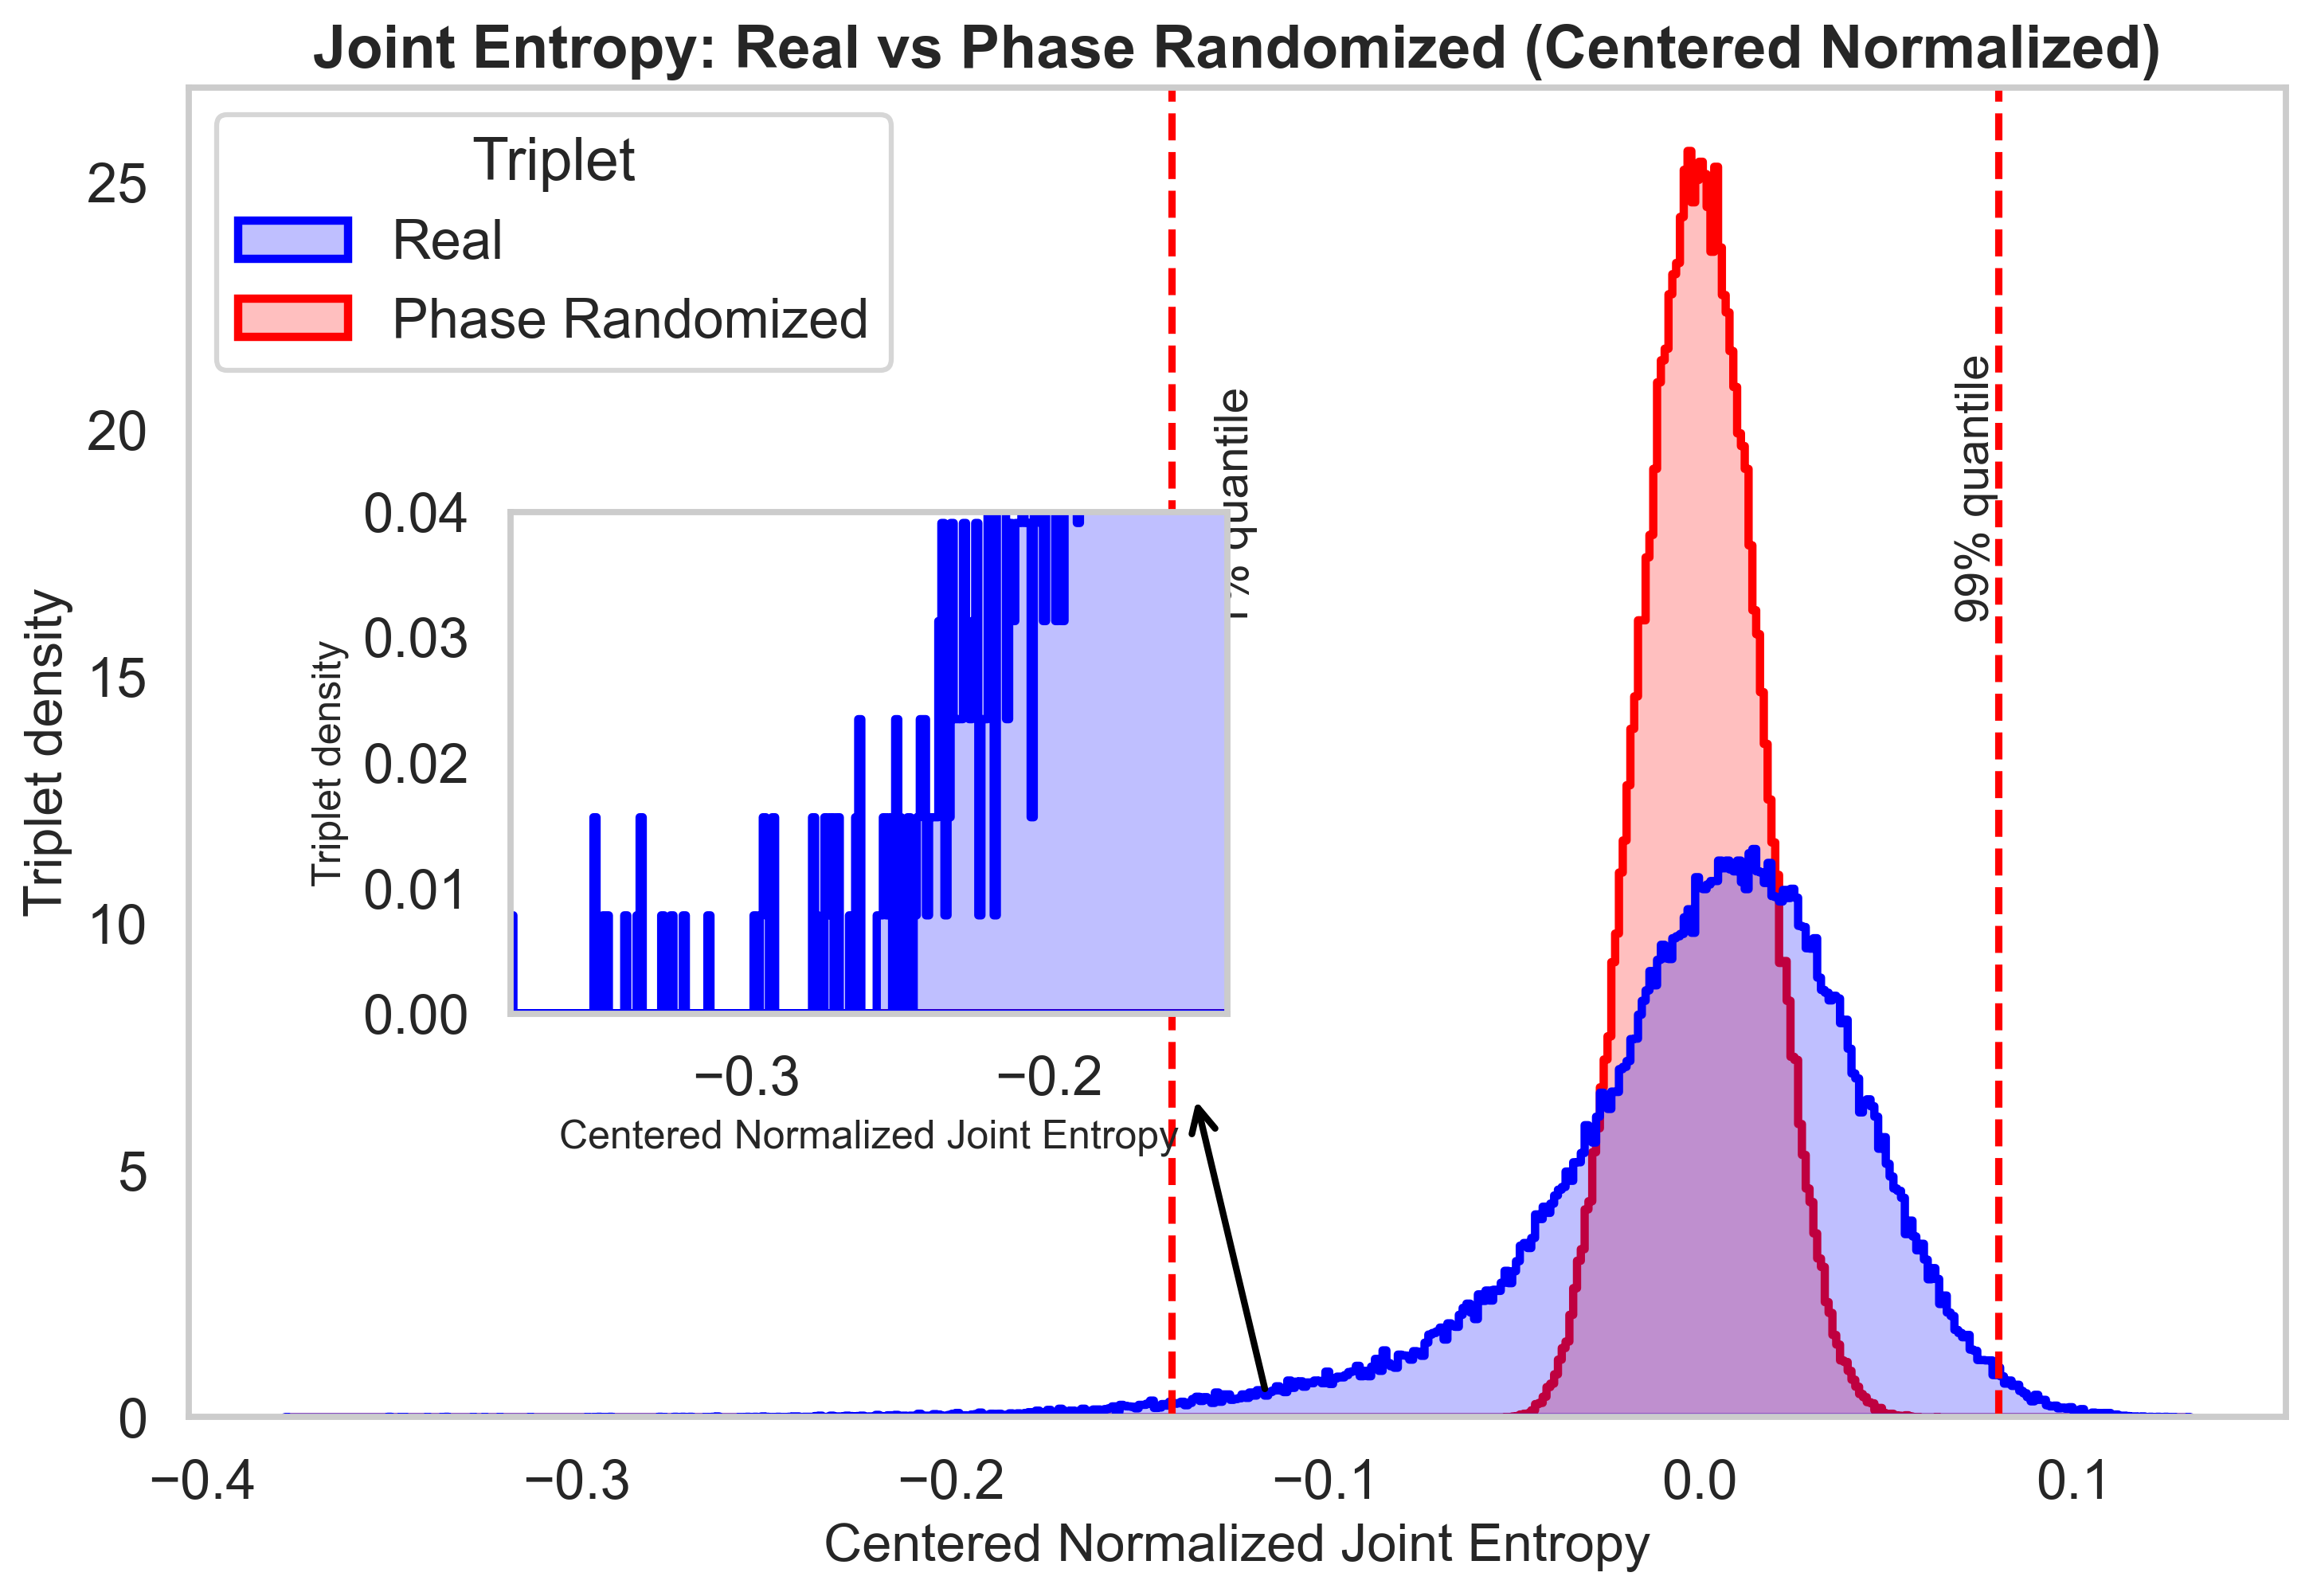 Joint Entropy: Real vs Phase Randomized (Centered Normalized)
Triplet
Real
Phase Randomized
25
20
15
10
5
0
Triplet density
1% quantile
99% quantile
0.04
0.03
0.02
0.01
0.00
Triplet density
−0.3 −0.2
Centered Normalized Joint Entropy
−0.4 −0.3 −0.2 −0.1 0.0 0.1
Centered Normalized Joint Entropy